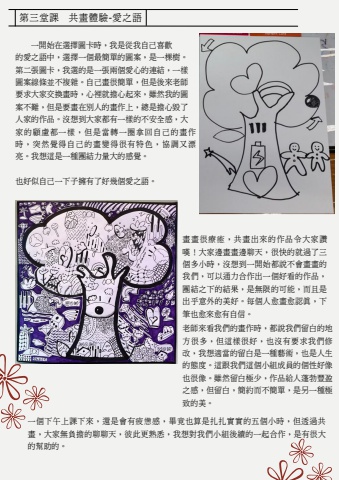 第三堂課　共畫體驗-愛之語
一開始在選擇圖卡時，我是從我自己喜歡
的愛之語中，選擇一個最簡單的圖案，是一棵樹。
第二張圖卡，我選的是一張兩個愛心的連結，一樣
圖案線條並不複雜，自己畫很簡單，但是後來老師
要求大家交換畫時，心裡就擔心起來，雖然我的圖
案不難，但是要畫在別人的畫作上，總是擔心毀了
人家的作品。沒想到大家都有一樣的不安全感，大
家的顧慮都一樣，但是當轉一圈拿回自己的畫作
時，突然覺得自己的畫變得很有特色，協調又漂
亮。我想這是一種團結力量大的感覺。
也好似自己一下子擁有了好幾個愛之語。
畫畫很療癒，共畫出來的作品令大家讚
嘆！大家邊畫畫邊聊天，很快的就過了三
個多小時，沒想到一開始都說不會畫畫的
我們，可以通力合作出一個好看的作品，
團結之下的結果，是無限的可能，而且是
出乎意外的美好。每個人愈畫愈認真，下
筆也愈來愈有自信。
老師來看我們的畫作時，都說我們留白的地
方很多，但這樣很好，也沒有要求我們修
改，我想適當的留白是一種藝術，也是人生
的態度，這跟我們這個小組成員的個性好像
也很像，雖然留白極少，作品給人蓬勃豐盈
之感，但留白，簡約而不簡單，是另一種極
致的美。
一個下午上課下來，還是會有疲憊感，畢竟也算是扎扎實實的五個小時，但透過共
畫，大家無負擔的聊聊天，彼此更熟悉，我想對我們小組後續的一起合作，是有很大
的幫助的。